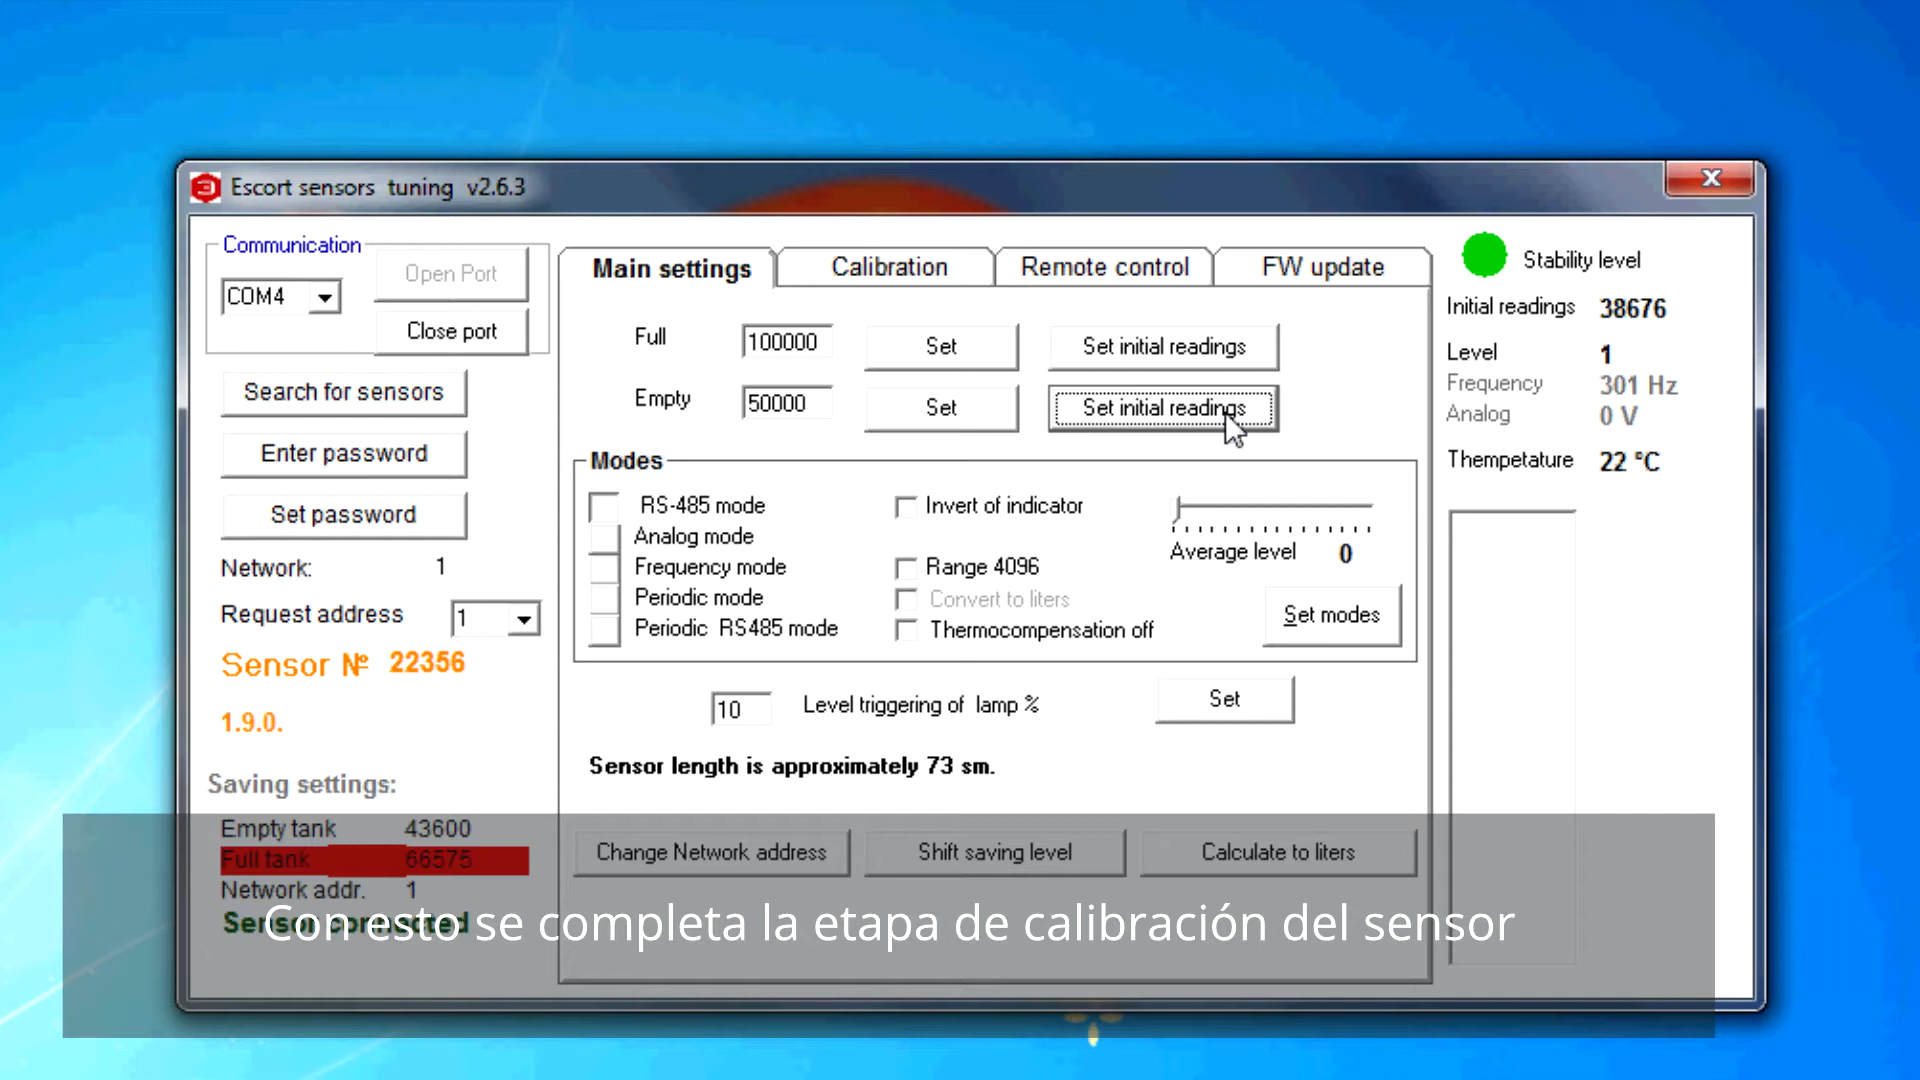 Escort sensors tuning v2.6.3
X
Communication
COM4
Open Port
Close port
Search for sensors
Enter password
Set password
Network: 1
Request address 1
Sensor № 22356
1.9.0.
Saving settings:
Empty tank 43600
Full tank 66575
Network addr. 1
Sensor connected
Main settings
Calibration
Remote control
FW update
Full 100000 Set Set initial readings
Empty 50000 Set Set initial readings
Modes
RS-485 mode
Analog mode
Frequency mode
Periodic mode
Periodic RS485 mode
Invert of indicator
Range 4096
Convert to liters
Thermocompensation off
Average level 0
Set modes
10 Level triggering of lamp % Set
Sensor length is approximately 73 sm.
Change Network address
Shift saving level
Calculate to liters
Stability level
Initial readings 38676
Level 1
Frequency 301 Hz
Analog 0 V
Thempetature 22 °C
Con esto se completa la etapa de calibración del sensor